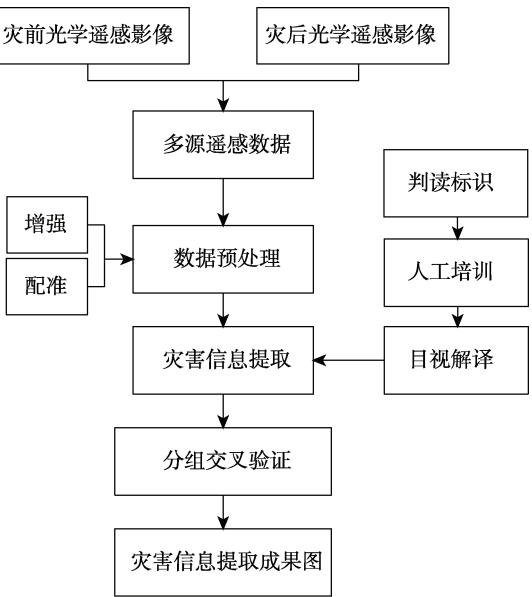 灾前光学遥感影像
灾后光学遥感影像
多源遥感数据
判读标识
增强
数据预处理
人工培训
配准
灾害信息提取
目视解译
分组交叉验证
灾害信息提取成果图